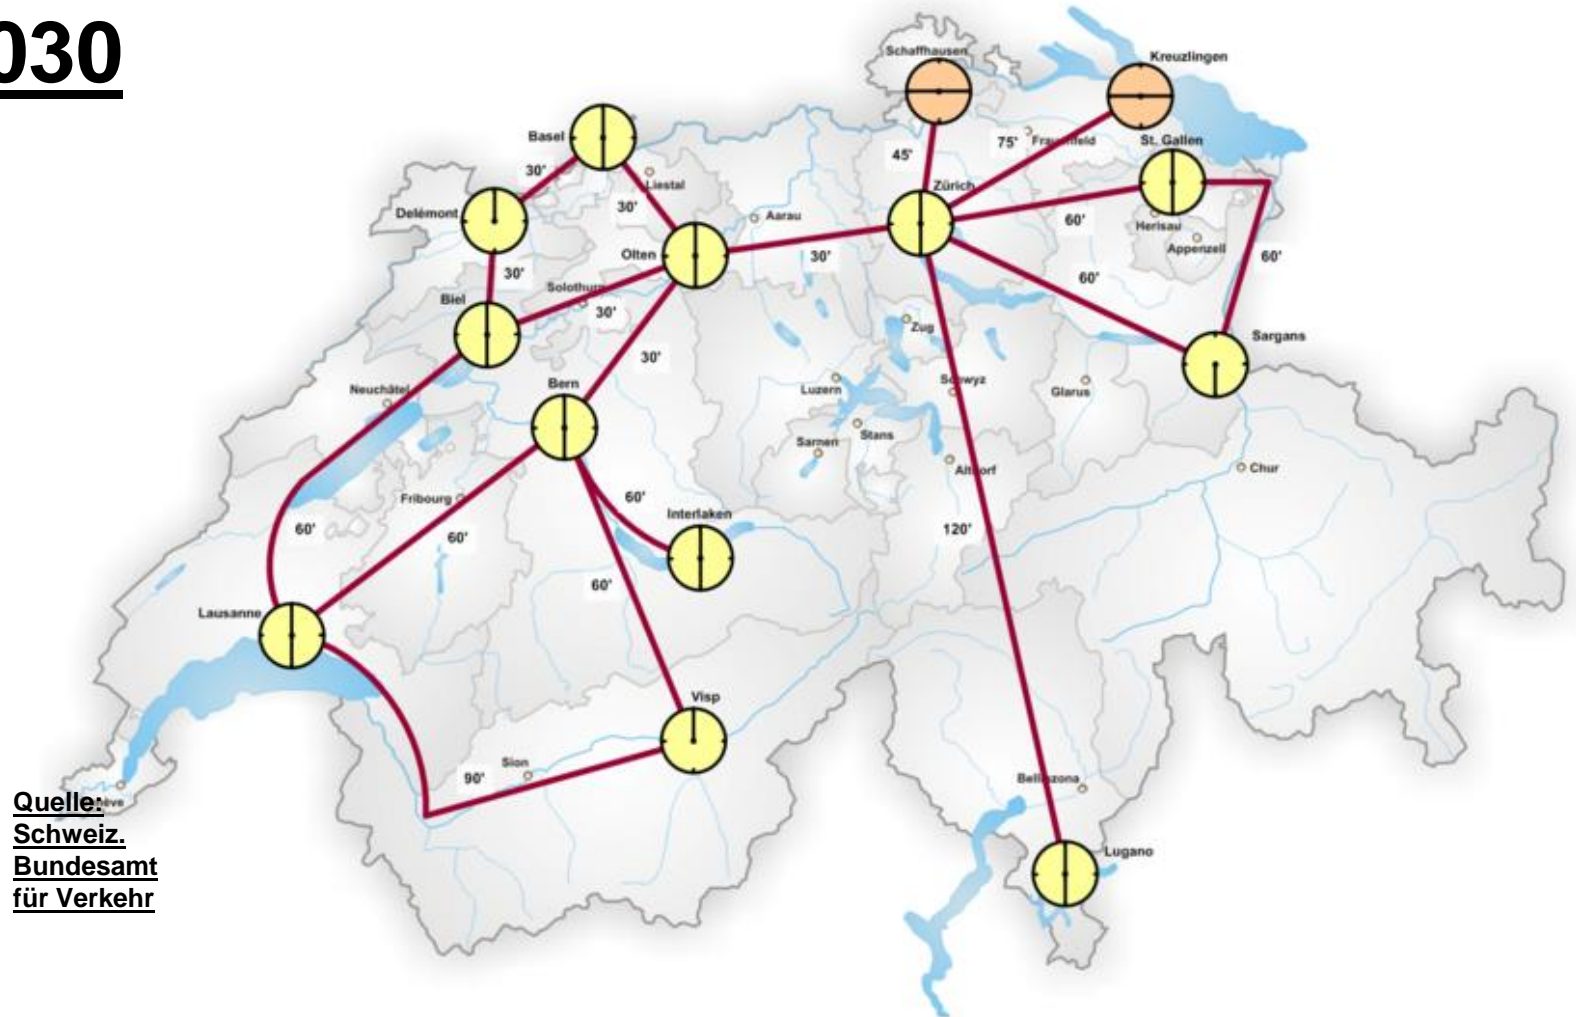 030
Schaffhausen
Kreuzlingen
Basel
30'
Liestal
45'
75'
Frauenfeld
St. Gallen
Delémont
30'
Aarau
Zürich
60'
Herisau
Appenzell
Olten
30'
60'
30'
Solothurn
30'
60'
Biel
Zug
Sargans
30'
Bern
Neuchâtel
Luzern
Schwyz
Glarus
Sarnen
Stans
Altdorf
Chur
Fribourg
60'
Interlaken
60'
60'
120'
60'
Lausanne
Visp
Sion
90'
Bellinzona
Lugano
Quelle:
Schweiz.
Bundesamt
für Verkehr